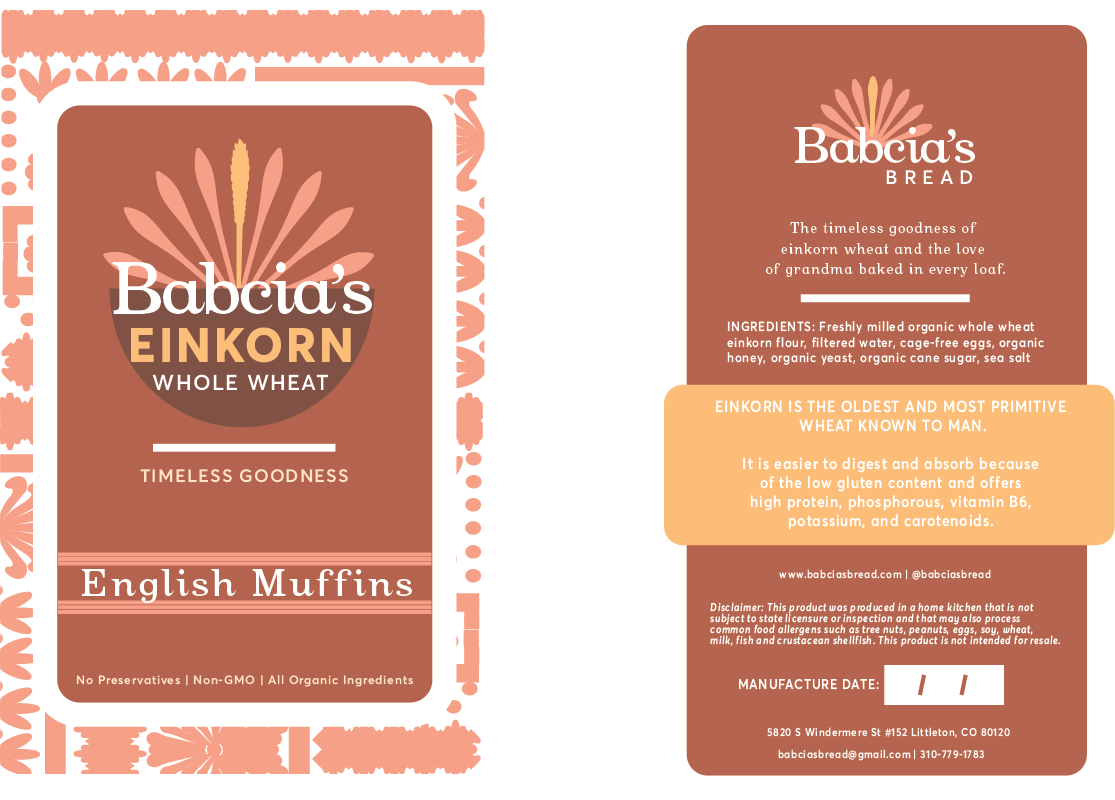 Babcia's
EINKORN
WHOLE WHEAT
TIMELESS GOODNESS
English Muffins
No Preservatives | Non-GMO | All Organic Ingredients
Babcia's
BREAD
The timeless goodness of
einkorn wheat and the love
of grandma baked in every loaf.
INGREDIENTS: Freshly milled organic whole wheat
einkorn flour, filtered water, cage-free eggs, organic
honey, organic yeast, organic cane sugar, sea salt
EINKORN IS THE OLDEST AND MOST PRIMITIVE
WHEAT KNOWN TO MAN.
It is easier to digest and absorb because
of the low gluten content and offers
high protein, phosphorous, vitamin B6,
potassium, and carotenoids.
www.babciasbread.com | @babciasbread
Disclaimer: This product was produced in a home kitchen that is not
subject to state licensure or inspection and that may also process
common food allergens such as tree nuts, peanuts, eggs, soy, wheat,
milk, fish and crustacean shellfish. This product is not intended for resale.
MANUFACTURE DATE: / /
5820 S Windermere St #152 Littleton, CO 80120
babciasbread@gmail.com | 310-779-1783